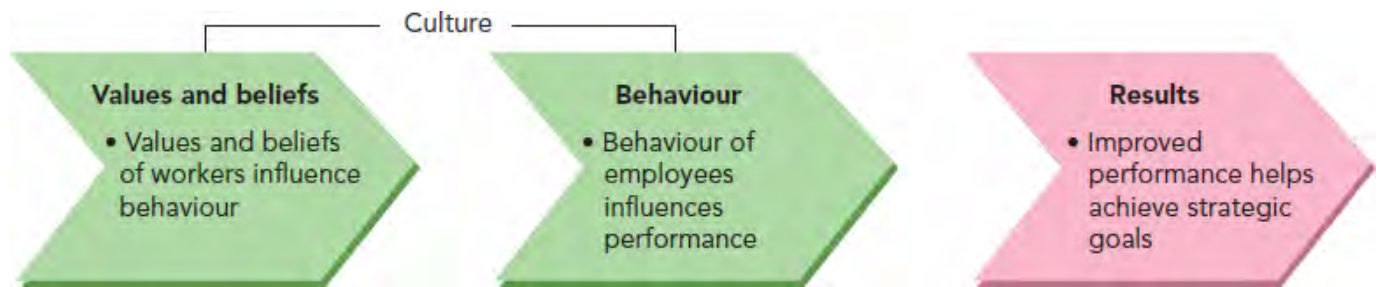 Culture
Values and beliefs
• Values and beliefs
of workers influence
behaviour
Behaviour
• Behaviour of
employees
influences
performance
Results
• Improved
performance helps
achieve strategic
goals